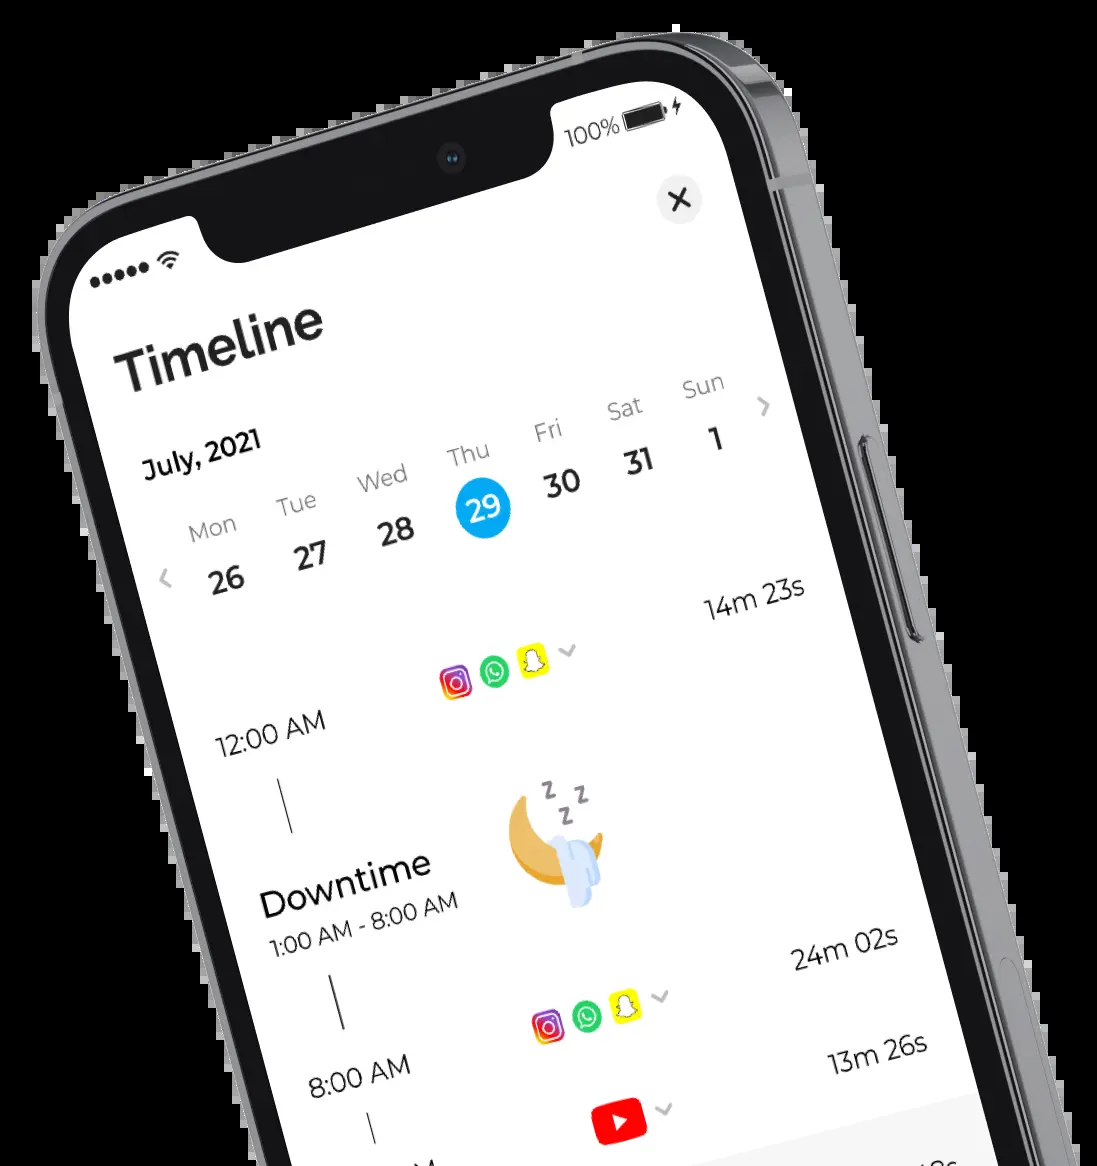 100%
Timeline
July, 2021
Mon Tue Wed Thu Fri Sat Sun
26 27 28 29 30 31 1
14m 23s
12:00 AM
z z z
Downtime
1:00 AM - 8:00 AM
24m 02s
8:00 AM
13m 26s